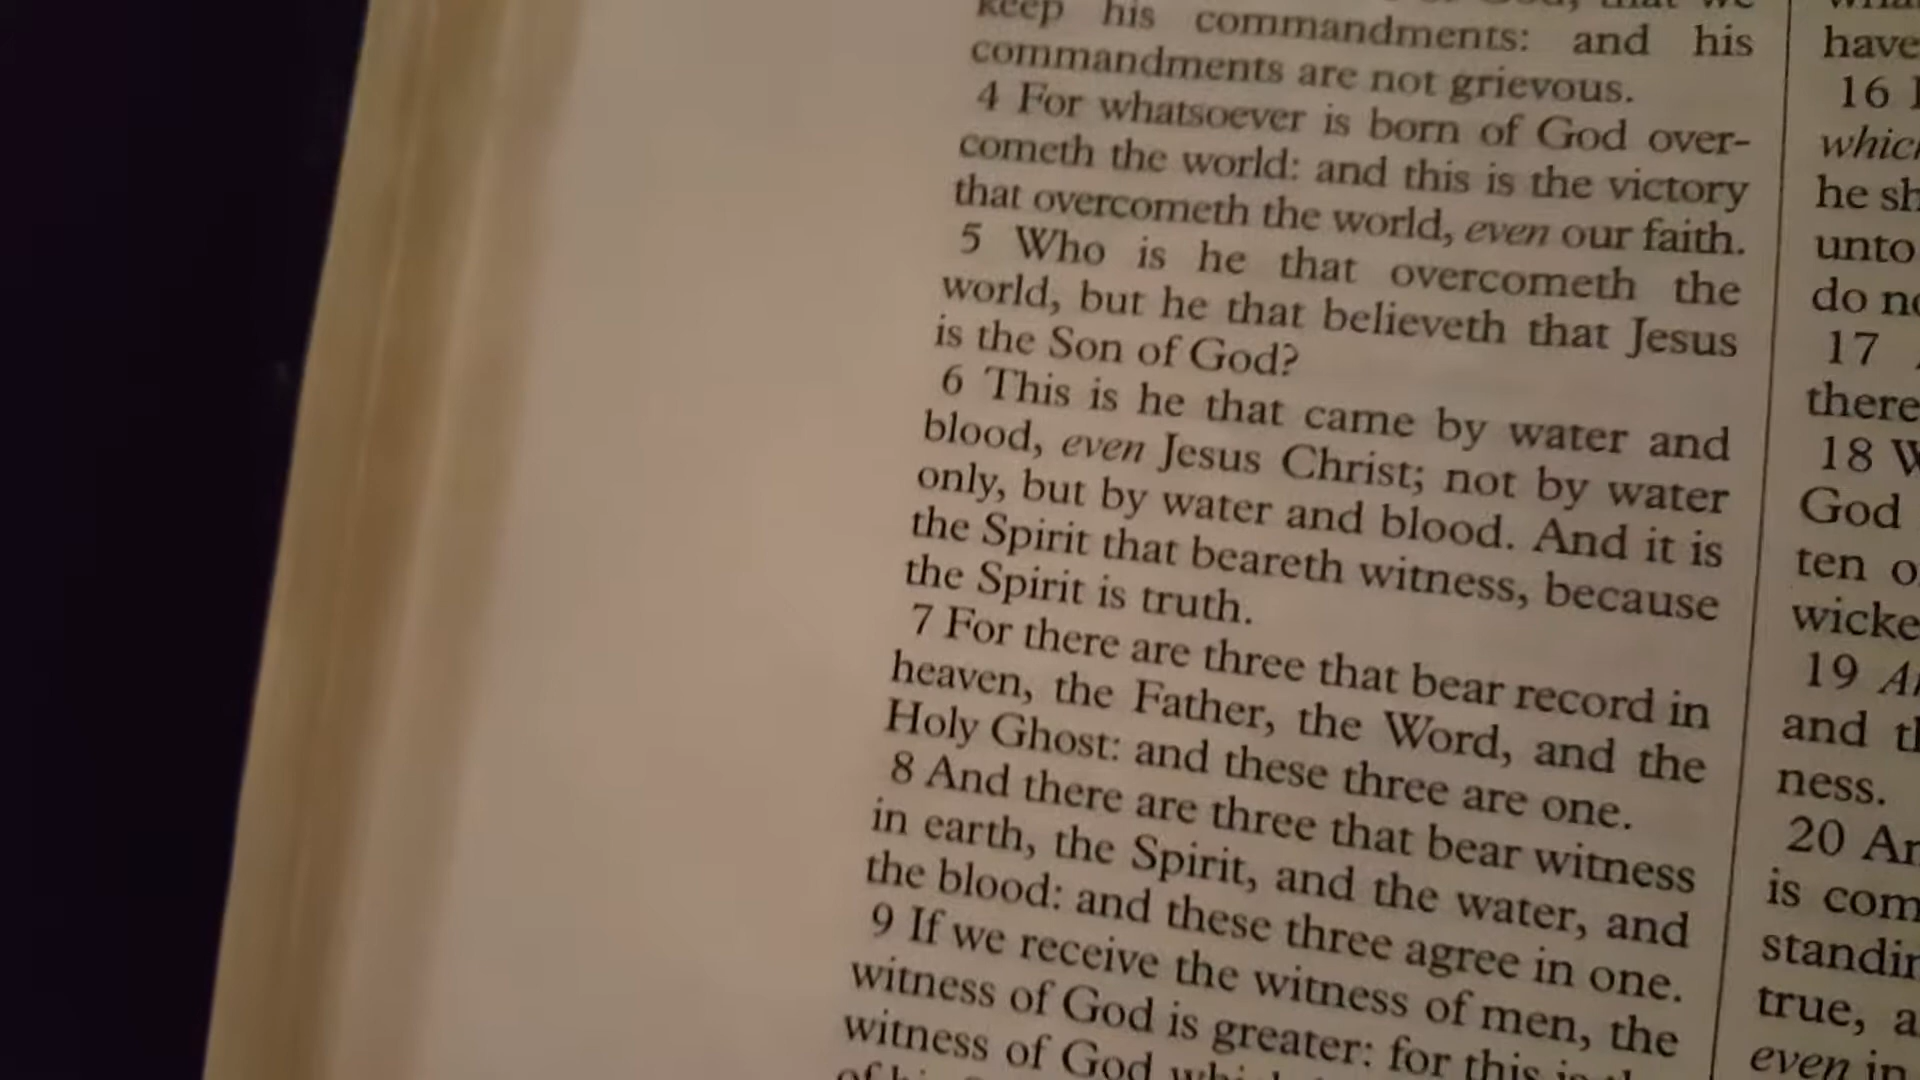 keep his commandments: and his
commandments are not grievous.
4 For whatsoever is born of God over-
cometh the world: and this is the victory
that overcometh the world, even our faith.
5 Who is he that overcometh the
world, but he that believeth that Jesus
is the Son of God?
6 This is he that came by water and
blood, even Jesus Christ; not by water
only, but by water and blood. And it is
the Spirit that beareth witness, because
the Spirit is truth.
7 For there are three that bear record in
heaven, the Father, the Word, and the
Holy Ghost: and these three are one.
8 And there are three that bear witness
in earth, the Spirit, and the water, and
the blood: and these three agree in one.
9 If we receive the witness of men, the
witness of God is greater: for this is
witness of God
have
16
which
he sh
unto
do no
17
there
18 W
God
ten o
wicke
19 An
and th
ness.
20 An
is com
standin
true, a
even in